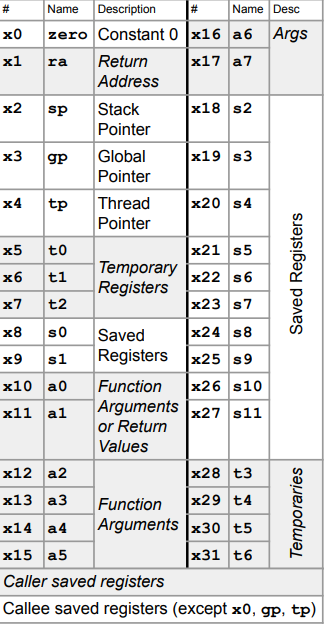 # Name Description # Name Desc
x0 zero Constant 0 x16 a6 Args
x1 ra Return Address x17 a7
x2 sp Stack Pointer x18 s2 Saved Registers
x3 gp Global Pointer x19 s3
x4 tp Thread Pointer x20 s4
x5 t0 Temporary Registers x21 s5
x6 t1 x22 s6
x7 t2 x23 s7
x8 s0 Saved Registers x24 s8
x9 s1 x25 s9
x10 a0 Function Arguments or Return Values x26 s10
x11 a1 x27 s11
x12 a2 Function Arguments x28 t3 Temporaries
x13 a3 x29 t4
x14 a4 x30 t5
x15 a5 x31 t6
Caller saved registers
Callee saved registers (except x0, gp, tp)